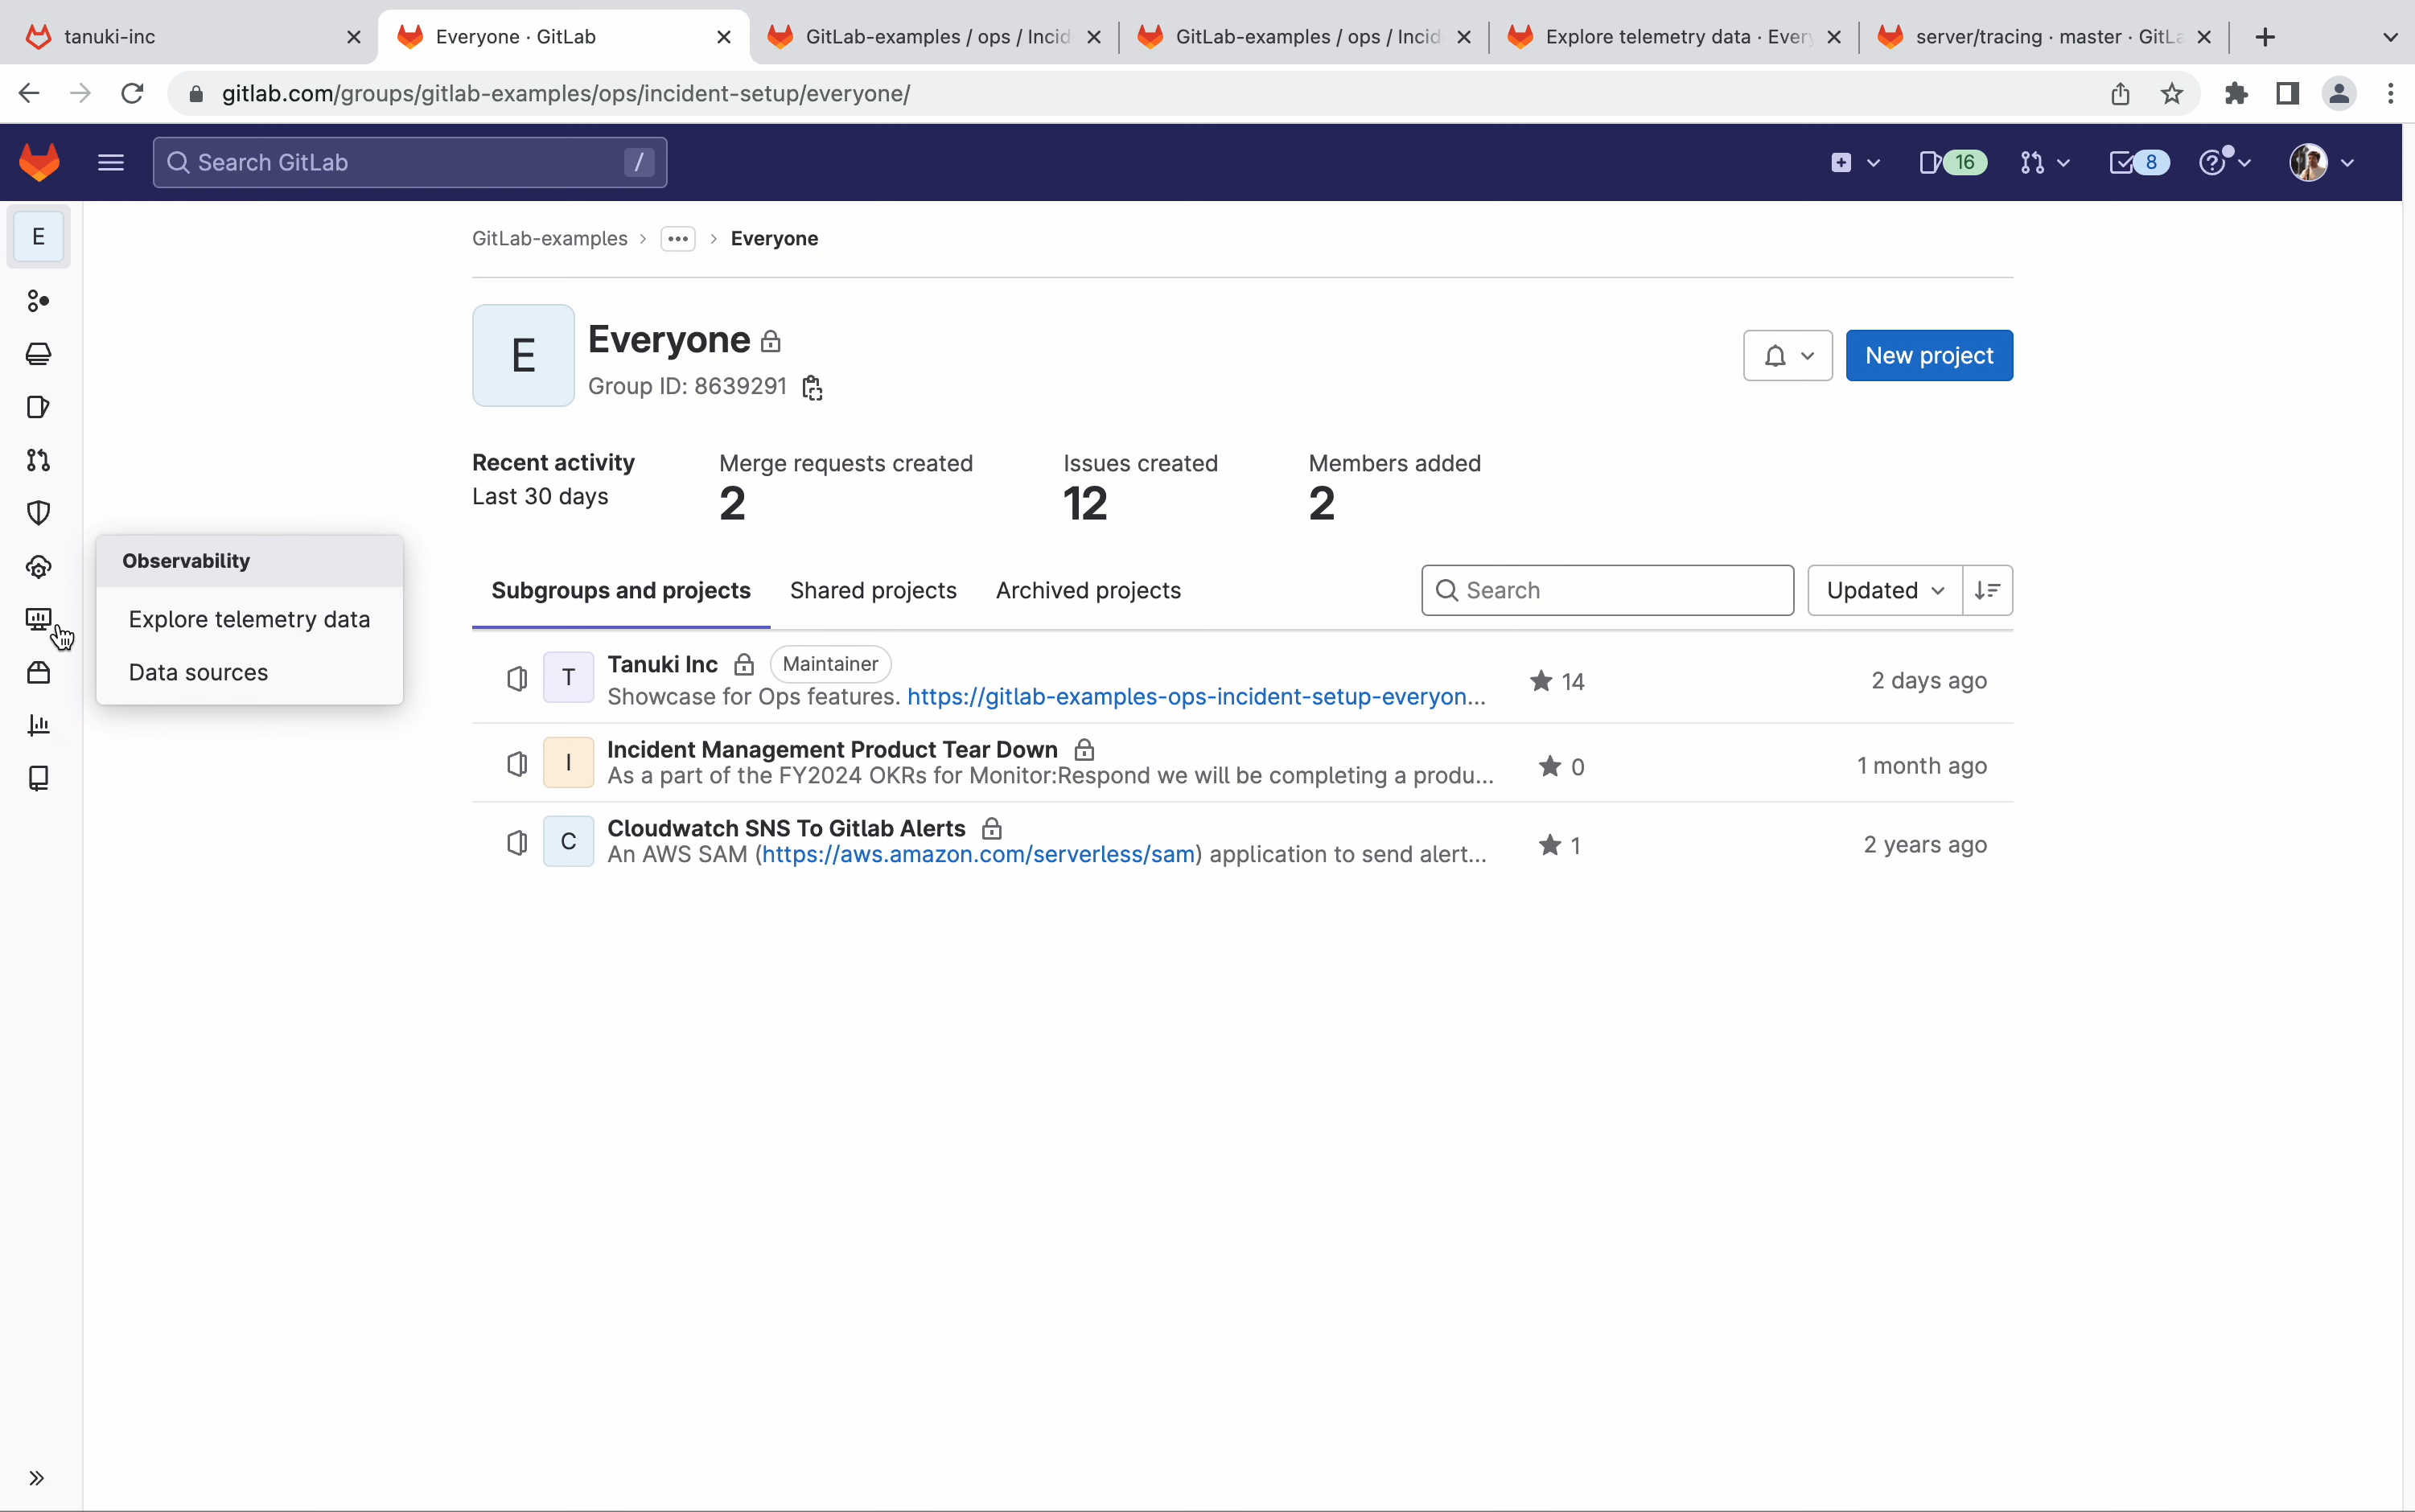 tanuki-inc
Everyone · GitLab
GitLab-examples / ops / Incid
GitLab-examples / ops / Incid
Explore telemetry data · Every
server/tracing · master · GitLa
gitlab.com/groups/gitlab-examples/ops/incident-setup/everyone/
Search GitLab
/
16
8
E
GitLab-examples > ••• > Everyone
E
Everyone
Group ID: 8639291
New project
Recent activity
Last 30 days
Merge requests created
2
Issues created
12
Members added
2
Observability
Explore telemetry data
Data sources
Subgroups and projects
Shared projects
Archived projects
Search
Updated
T
Tanuki Inc
Maintainer
Showcase for Ops features. https://gitlab-examples-ops-incident-setup-everyon...
14
2 days ago
I
Incident Management Product Tear Down
As a part of the FY2024 OKRs for Monitor:Respond we will be completing a produ...
0
1 month ago
C
Cloudwatch SNS To Gitlab Alerts
An AWS SAM (https://aws.amazon.com/serverless/sam) application to send alert...
1
2 years ago